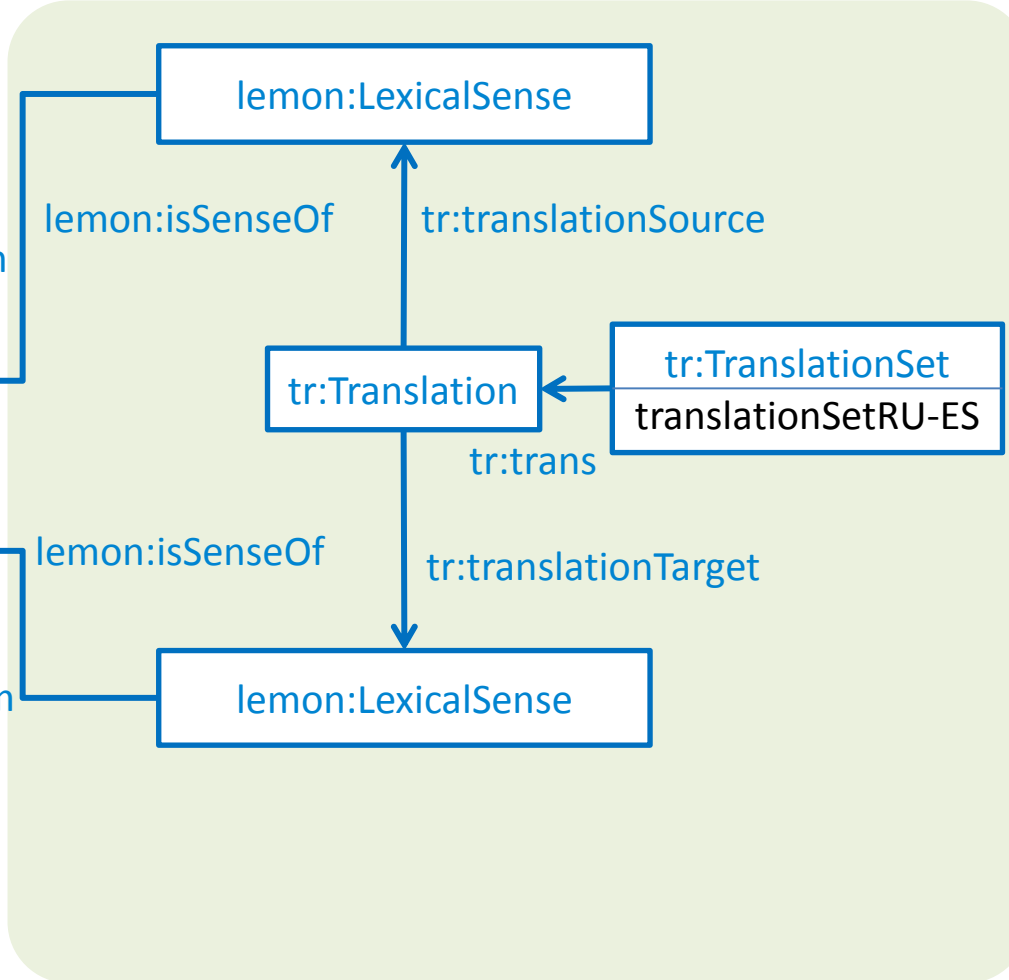 lemon:LexicalSense
lemon:isSenseOf
tr:translationSource
tr:TranslationSet
translationSetRU-ES
tr:Translation
tr:trans
lemon:isSenseOf
tr:translationTarget
lemon:LexicalSense